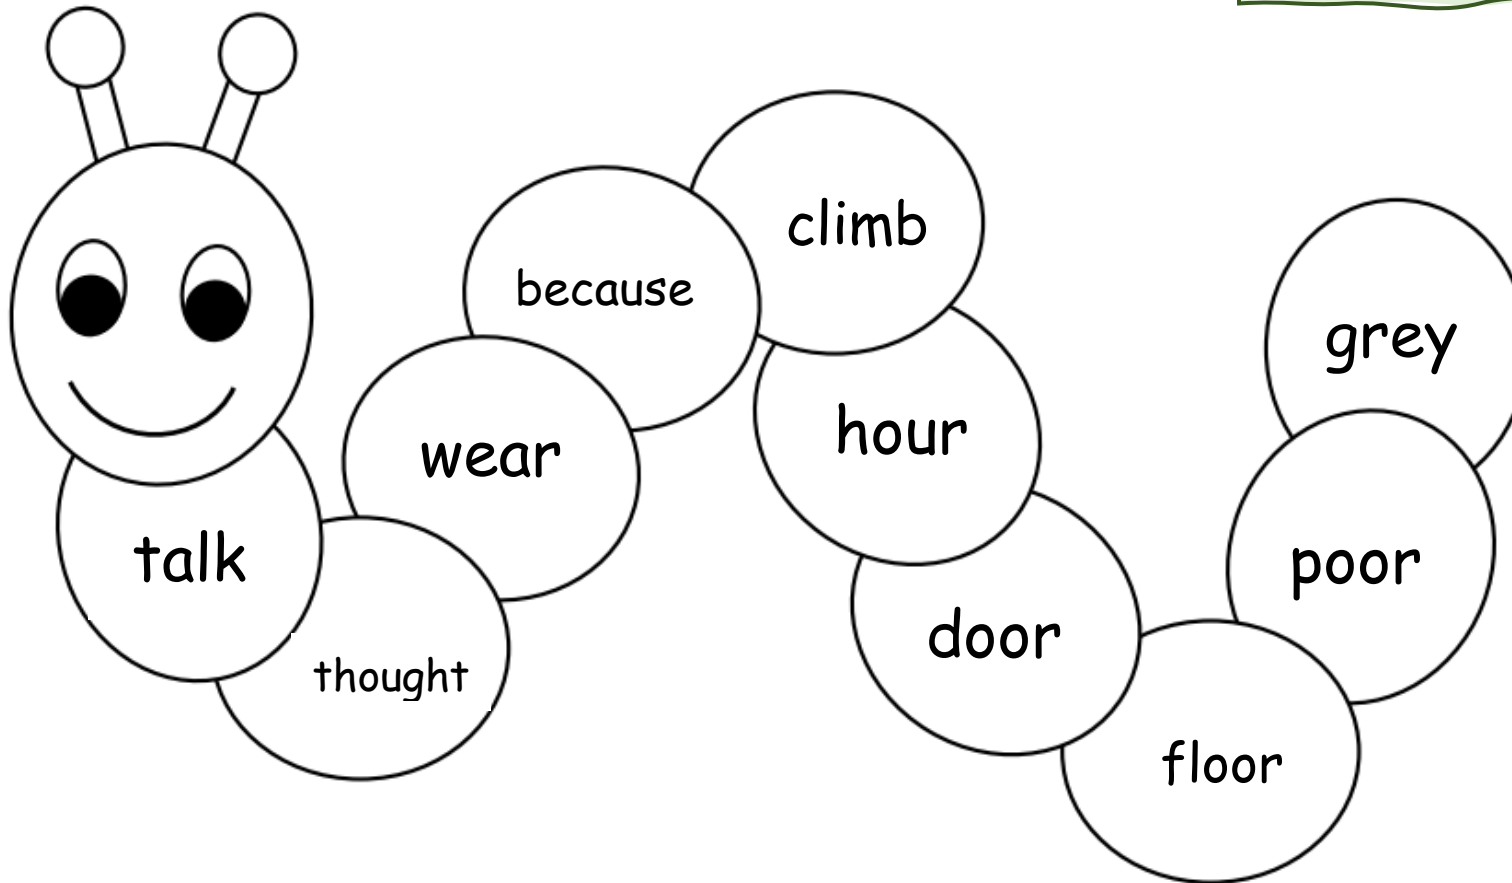 talk
thought
wear
because
climb
hour
door
floor
poor
grey